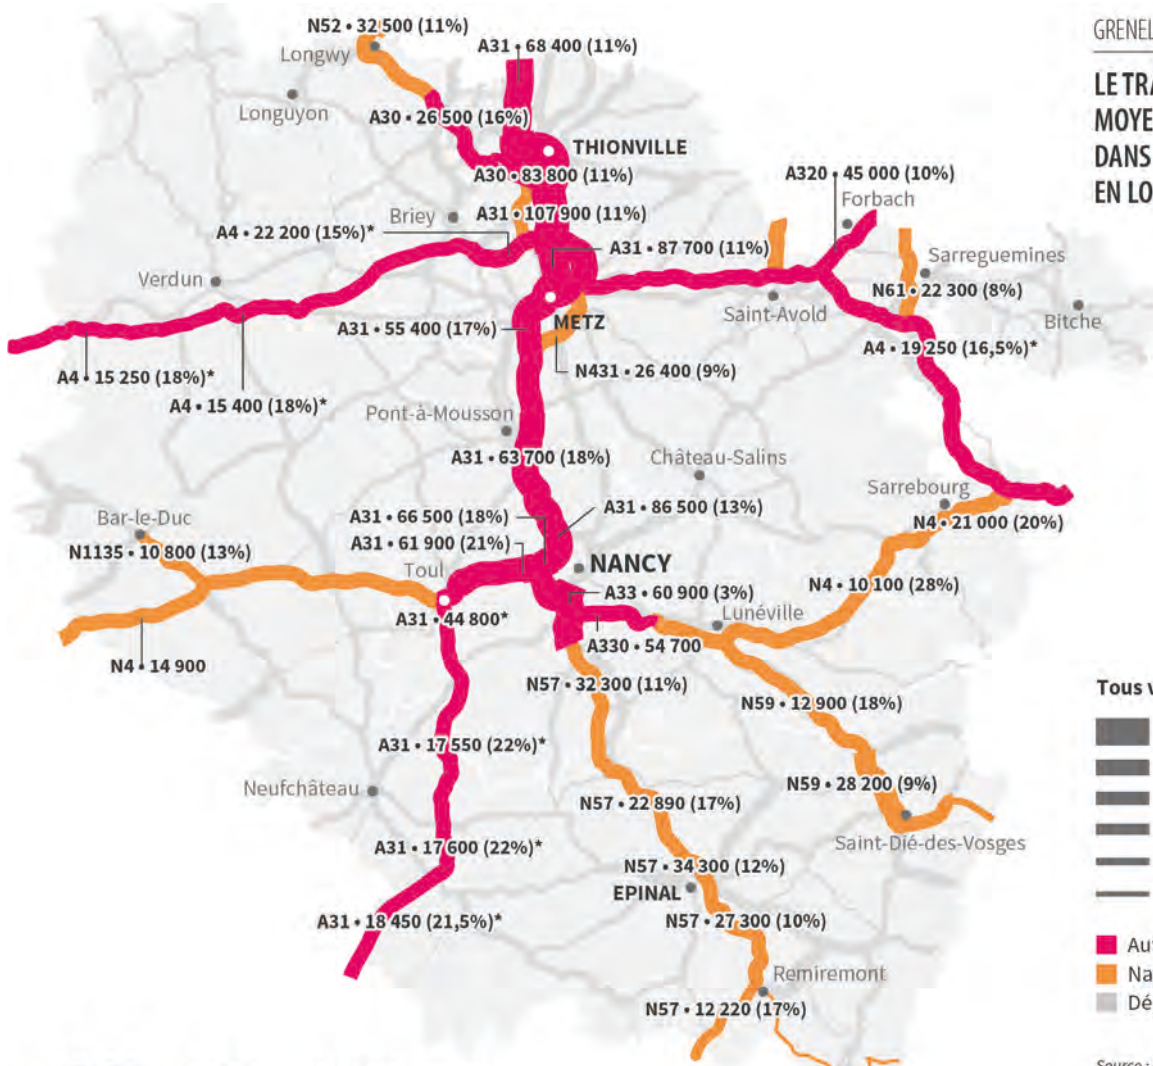 GRENEL
LE TRA
MOYE
DANS
EN LO
N52 • 32 500 (11%)
Longwy
A31 • 68 400 (11%)
Longuyon
A30 • 26 500 (16%)
THIONVILLE
A30 • 83 800 (11%)
A320 • 45 000 (10%)
Forbach
Briey
A31 • 107 900 (11%)
A4 • 22 200 (15%)*
A31 • 87 700 (11%)
Sarreguemines
Verdun
N61 • 22 300 (8%)
Saint-Avold
Bitche
A31 • 55 400 (17%)
METZ
A4 • 19 250 (16,5%)*
A4 • 15 250 (18%)*
N431 • 26 400 (9%)
A4 • 15 400 (18%)*
Pont-à-Mousson
A31 • 63 700 (18%)
Château-Salins
Sarrebourg
A31 • 86 500 (13%)
Bar-le-Duc
A31 • 66 500 (18%)
N4 • 21 000 (20%)
A31 • 61 900 (21%)
N1135 • 10 800 (13%)
Toul
NANCY
N4 • 10 100 (28%)
A33 • 60 900 (3%)
Lunéville
A31 • 44 800*
A330 • 54 700
N4 • 14 900
N57 • 32 300 (11%)
Tous v
N59 • 12 900 (18%)
A31 • 17 550 (22%)*
Neufchâteau
N59 • 28 200 (9%)
N57 • 22 890 (17%)
Saint-Dié-des-Vosges
A31 • 17 600 (22%)*
N57 • 34 300 (12%)
EPINAL
A31 • 18 450 (21,5%)*
N57 • 27 300 (10%)
Au
Remiremont
Na
Dé
N57 • 12 220 (17%)
Source :